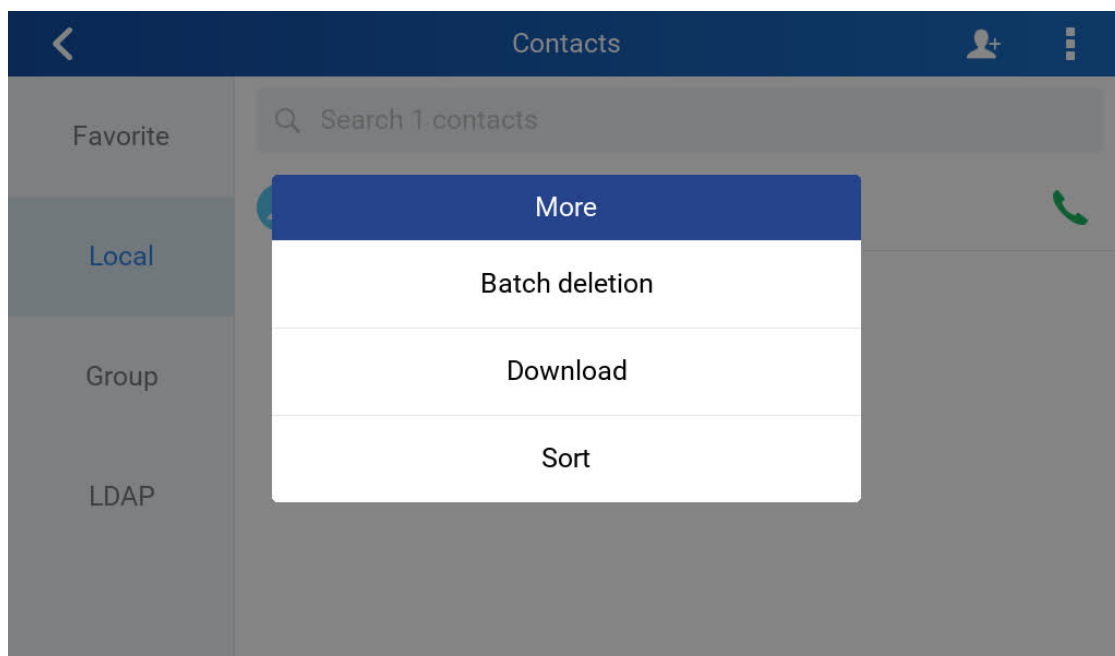 Contacts
Favorite
Search 1 contacts
More
Local
Batch deletion
Download
Group
Sort
LDAP